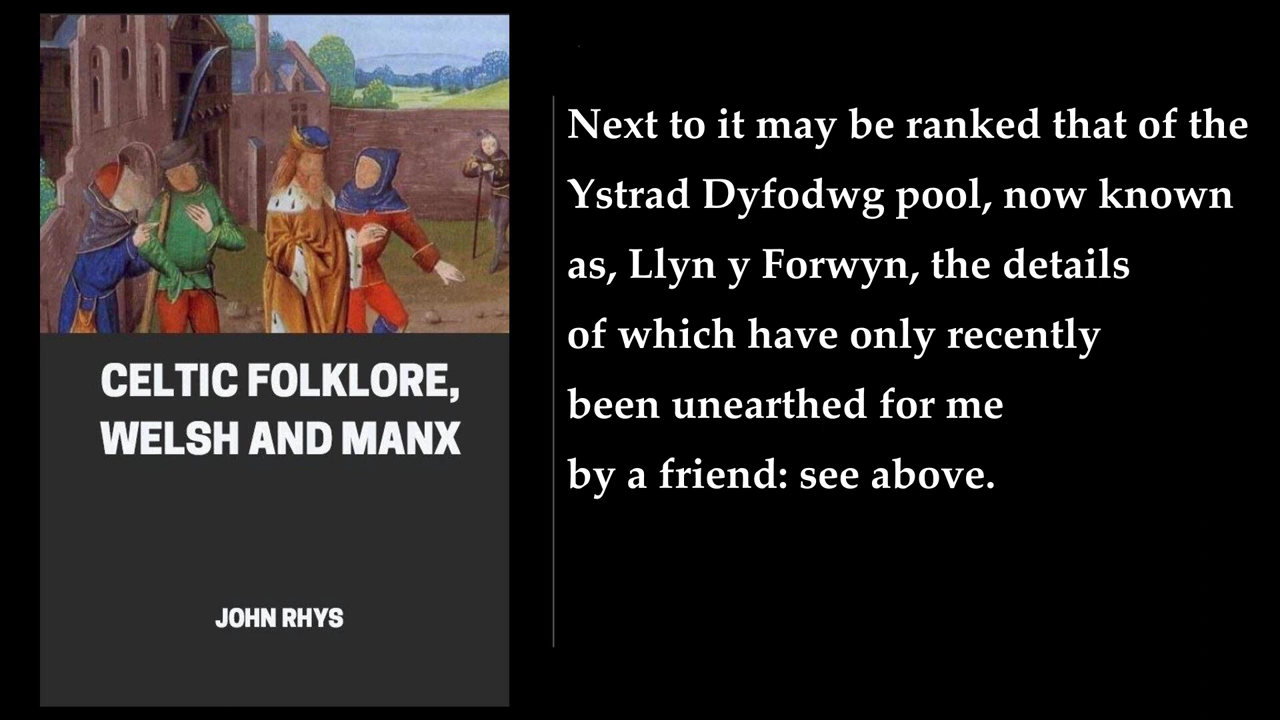 CELTIC FOLKLORE,
WELSH AND MANX
JOHN RHYS
Next to it may be ranked that of the
Ystrad Dyfodwg pool, now known
as, Llyn y Forwyn, the details
of which have only recently
been unearthed for me
by a friend: see above.